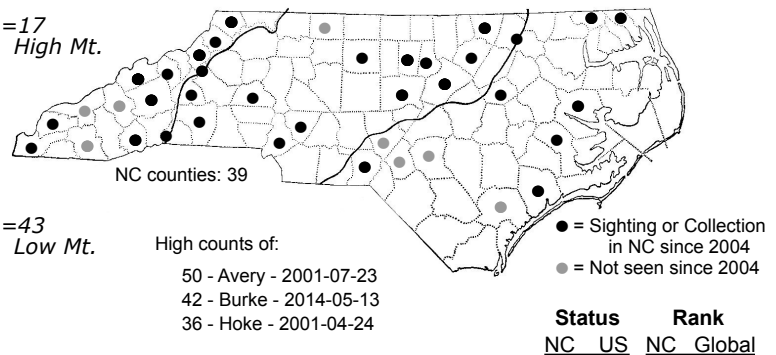 =17
High Mt.
NC counties: 39
=43
Low Mt.
High counts of:
50 - Avery - 2001-07-23
42 - Burke - 2014-05-13
36 - Hoke - 2001-04-24
= Sighting or Collection
in NC since 2004
= Not seen since 2004
Status Rank
NC US NC Global